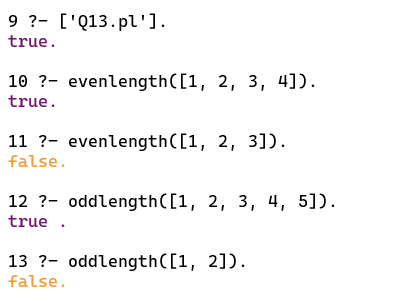 9 ?- ['Q13.pl'].
true.
10 ?- evenlength([1, 2, 3, 4]).
true.
11 ?- evenlength([1, 2, 3]).
false.
12 ?- oddlength([1, 2, 3, 4, 5]).
true .
13 ?- oddlength([1, 2]).
false.